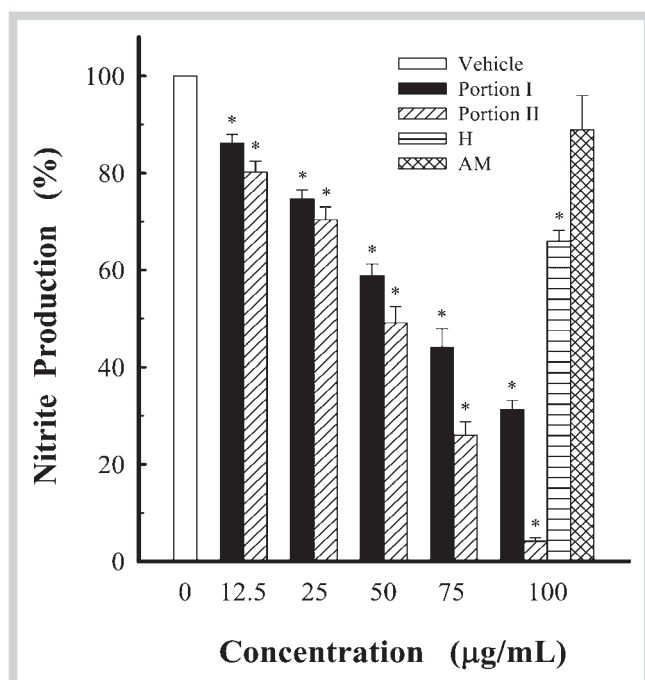 Nitrite Production (%)
100
80
60
40
20
0
Vehicle
Portion I
Portion II
H
AM
* * * * * * * * * * *
0 12.5 25 50 75 100
Concentration (μg/mL)